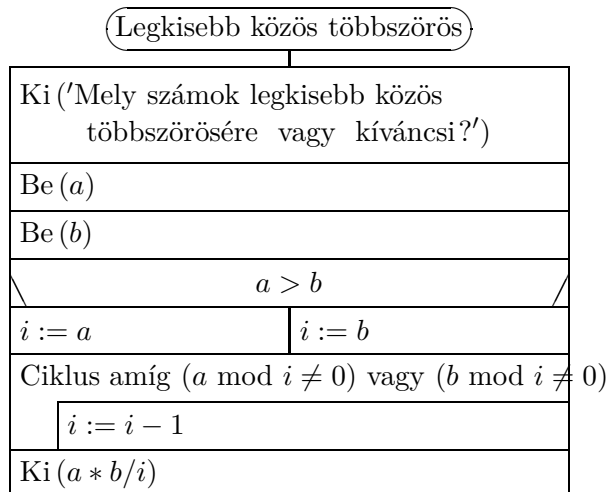 Legkisebb közös többszörös
Ki('Mely számok legkisebb közös
többszörösére vagy kíváncsi?')
Be(a)
Be(b)
a > b
i := a
i := b
Ciklus amíg (a mod i ≠ 0) vagy (b mod i ≠ 0)
i := i − 1
Ki(a ∗ b/i)